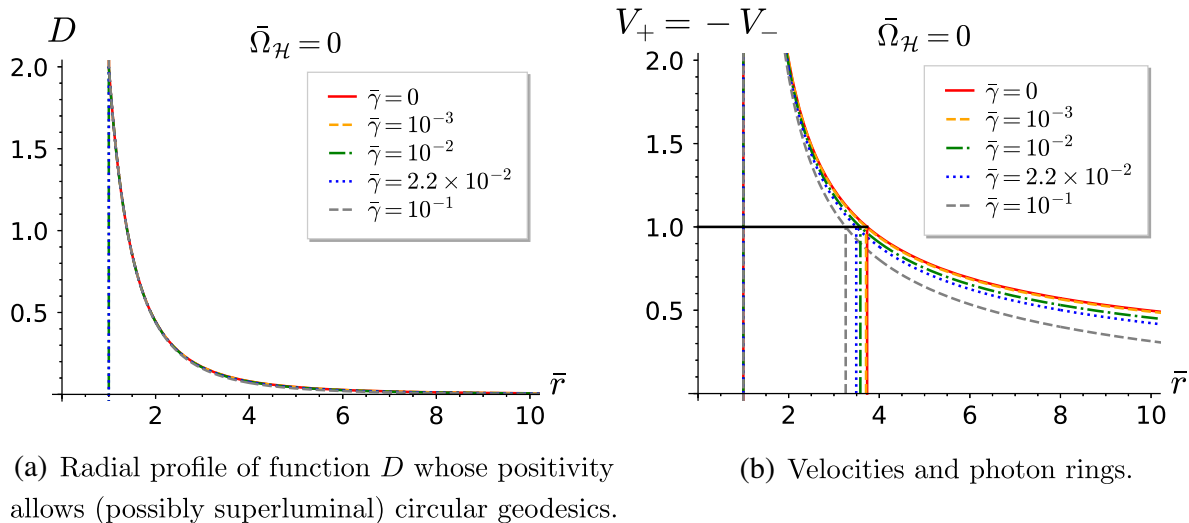 D
Ω̄_H = 0
2.0
1.5
1.0
0.5
γ̄ = 0
γ̄ = 10⁻³
γ̄ = 10⁻²
γ̄ = 2.2 × 10⁻²
γ̄ = 10⁻¹
r̄
2 4 6 8 10
(a) Radial profile of function D whose positivity
allows (possibly superluminal) circular geodesics.
V₊ = − V₋
Ω̄_H = 0
2.0
1.5
1.0
0.5
γ̄ = 0
γ̄ = 10⁻³
γ̄ = 10⁻²
γ̄ = 2.2 × 10⁻²
γ̄ = 10⁻¹
r̄
2 4 6 8 10
(b) Velocities and photon rings.